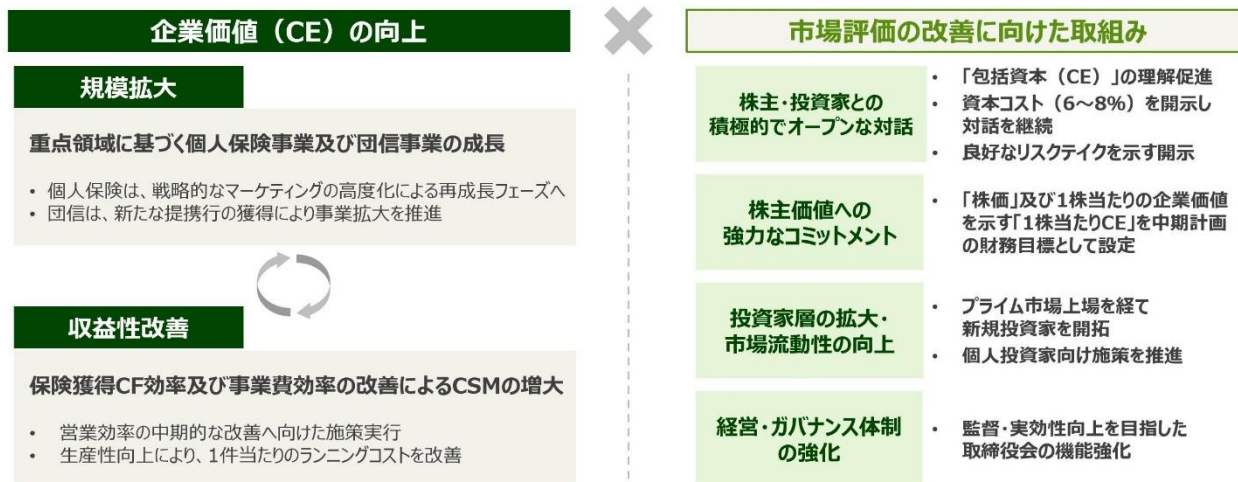 企業価値（CE）の向上
規模拡大
重点領域に基づく個人保険事業及び団信事業の成長
• 個人保険は、戦略的なマーケティングの高度化による再成長フェーズへ
• 団信は、新たな提携行の獲得により事業拡大を推進
収益性改善
保険獲得CF効率及び事業費効率の改善によるCSMの増大
• 営業効率の中期的な改善へ向けた施策実行
• 生産性向上により、1件当たりのランニングコストを改善
市場評価の改善に向けた取組み
株主・投資家との
積極的でオープンな対話
• 「包括資本（CE）」の理解促進
• 資本コスト（6～8%）を開示し
対話を継続
• 良好なリスクテイクを示す開示
株主価値への
強力なコミットメント
• 「株価」及び1株当たりの企業価値
を示す「1株当たりCE」を中期計画
の財務目標として設定
投資家層の拡大・
市場流動性の向上
• プライム市場上場を経て
新規投資家を開拓
• 個人投資家向け施策を推進
経営・ガバナンス体制
の強化
• 監督・実効性向上を目指した
取締役会の機能強化